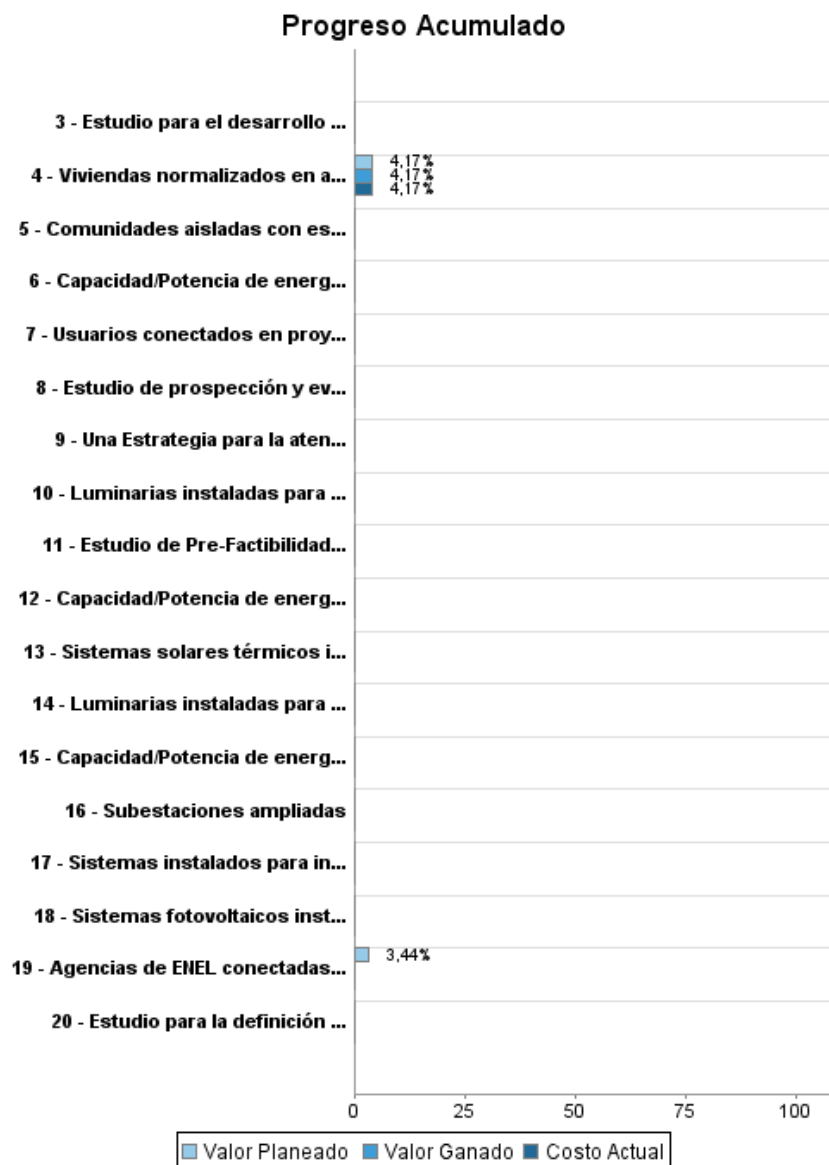 Progreso Acumulado
3 - Estudio para el desarrollo ...
4,17%
4 - Viviendas normalizados en a...
4,17%
4,17%
5 - Comunidades aisladas con es...
6 - Capacidad/Potencia de energ...
7 - Usuarios conectados en proy...
8 - Estudio de prospección y ev...
9 - Una Estrategia para la aten...
10 - Luminarias instaladas para ...
11 - Estudio de Pre-Factibilidad...
12 - Capacidad/Potencia de energ...
13 - Sistemas solares térmicos i...
14 - Luminarias instaladas para ...
15 - Capacidad/Potencia de energ...
16 - Subestaciones ampliadas
17 - Sistemas instalados para in...
18 - Sistemas fotovoltaicos inst...
3,44%
19 - Agencias de ENEL conectadas...
20 - Estudio para la definición ...
0 25 50 75 100
Valor Planeado Valor Ganado Costo Actual